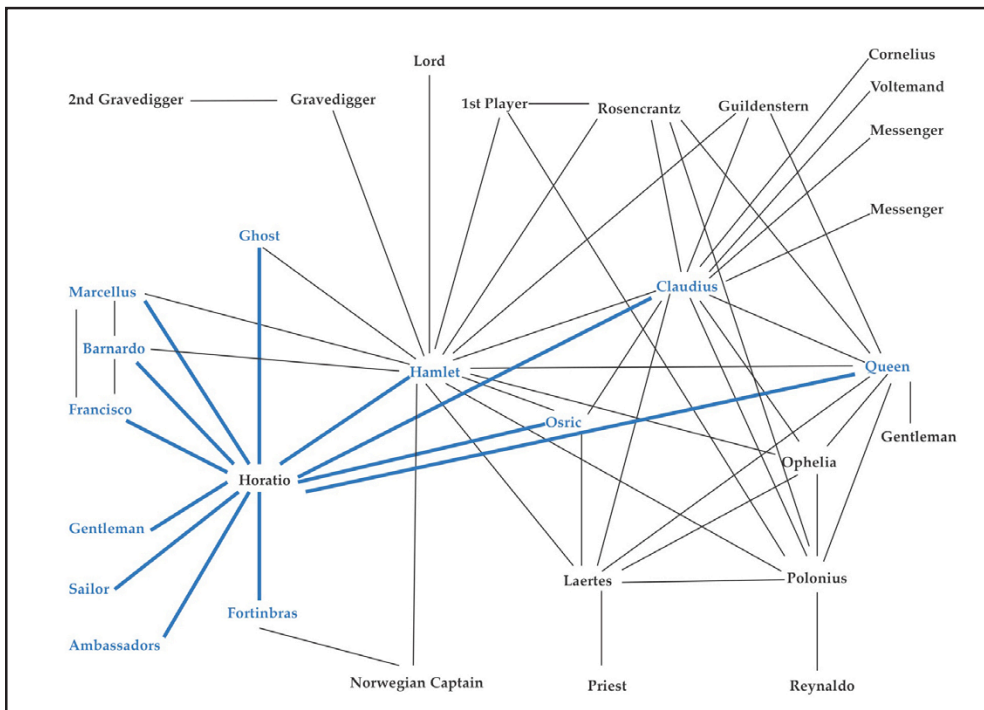 Lord
Cornelius
Voltemand
2nd Gravedigger
Gravedigger
1st Player
Rosencrantz
Guildenstern
Messenger
Messenger
Ghost
Marcellus
Claudius
Barnardo
Hamlet
Queen
Francisco
Osric
Gentleman
Horatio
Ophelia
Gentleman
Sailor
Laertes
Polonius
Fortinbras
Ambassadors
Norwegian Captain
Priest
Reynaldo